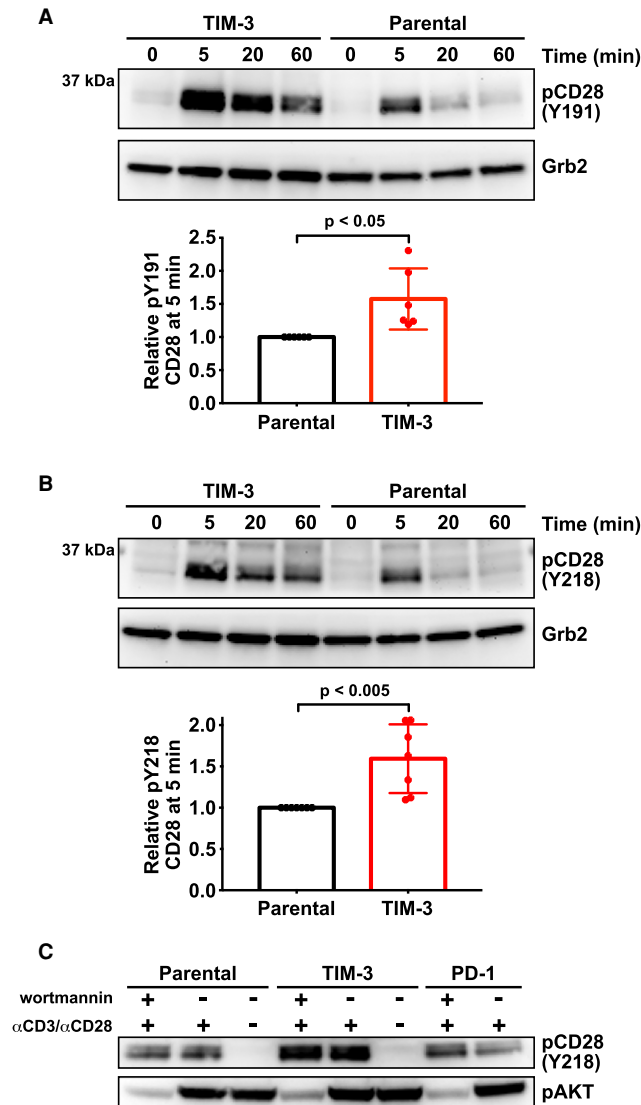 A
TIM-3 Parental
0 5 20 60 0 5 20 60 Time (min)
37 kDa
pCD28
(Y191)
Grb2
p < 0.05
Relative pY191
CD28 at 5 min
2.5
2.0
1.5
1.0
0.5
0.0
Parental TIM-3
B
TIM-3 Parental
0 5 20 60 0 5 20 60 Time (min)
37 kDa
pCD28
(Y218)
Grb2
p < 0.005
Relative pY218
CD28 at 5 min
2.0
1.5
1.0
0.5
0.0
Parental TIM-3
C
Parental TIM-3 PD-1
wortmannin + - - + - - + -
αCD3/αCD28 + + - + + - + +
pCD28
(Y218)
pAKT